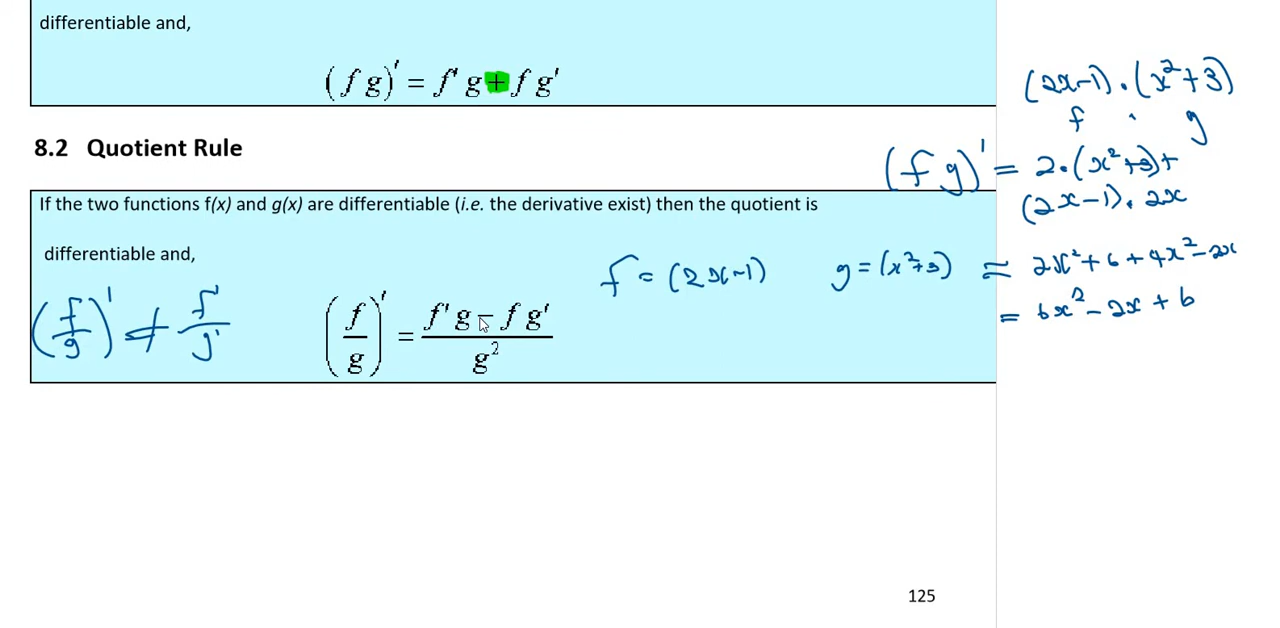 differentiable and,
(f g)' = f' g + f g'
8.2 Quotient Rule
If the two functions f(x) and g(x) are differentiable (i.e. the derivative exist) then the quotient is
differentiable and,
(f/g)' ≠ f'/g'
(f/g)' = (f' g − f g')/g²
f = (2x−1) g = (x²+3)
(2x−1) . (x²+3)
f . g
(f g)' = 2.(x²+3)+
(2x−1). 2x
= 2x²+6+4x²−2x
= 6x²−2x+6
125